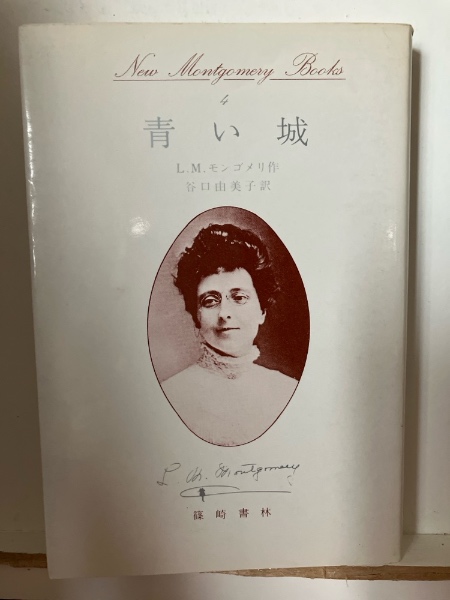 New Montgomery Books
4
青い城
L.M.モンゴメリ作
谷口由美子訳
L. M. Montgomery
篠崎書林